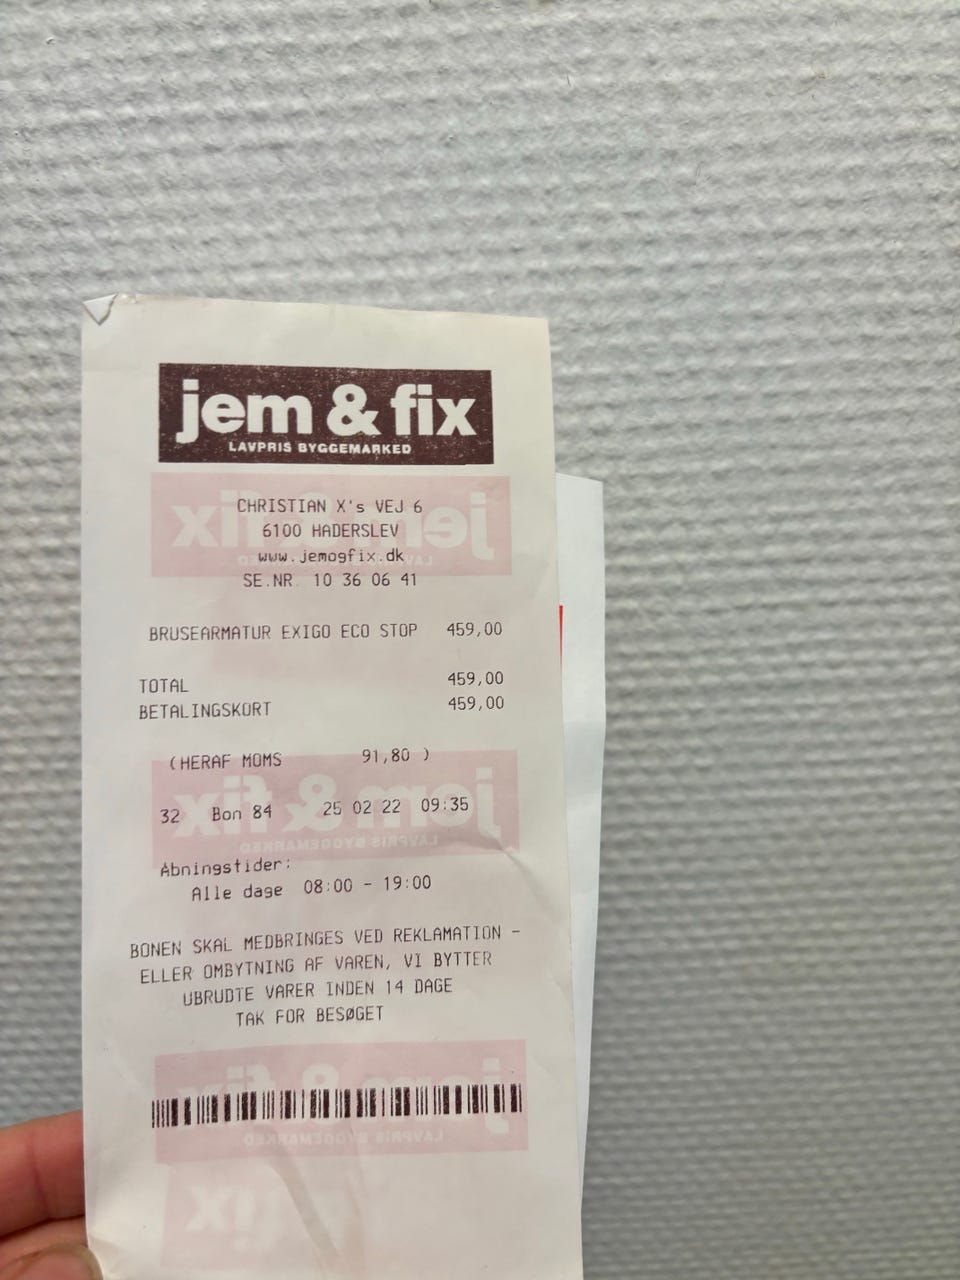 jem & fix
LAVPRIS BYGGEMARKED
CHRISTIAN X's VEJ 6
6100 HADERSLEV
www.jemogfix.dk
SE.NR. 10 36 06 41
BRUSEARMATUR EXIGO ECO STOP 459,00
TOTAL 459,00
BETALINGSKORT 459,00
(HERAF MOMS 91,80 )
32 Bon 84 25 02 22 09:35
Abningstider:
Alle dage 08:00 - 19:00
BONEN SKAL MEDBRINGES VED REKLAMATION -
ELLER OMBYTNING AF VAREN, VI BYTTER
UBRUDTE VARER INDEN 14 DAGE
TAK FOR BESØGET